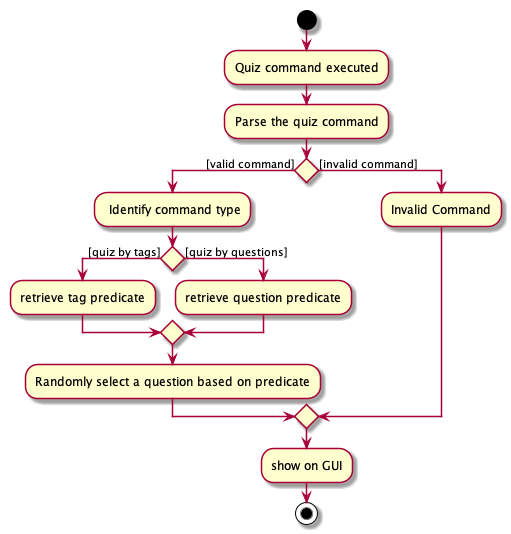 Quiz command executed
Parse the quiz command
[valid command]
[invalid command]
Identify command type
Invalid Command
[quiz by tags]
[quiz by questions]
retrieve tag predicate
retrieve question predicate
Randomly select a question based on predicate
show on GUI